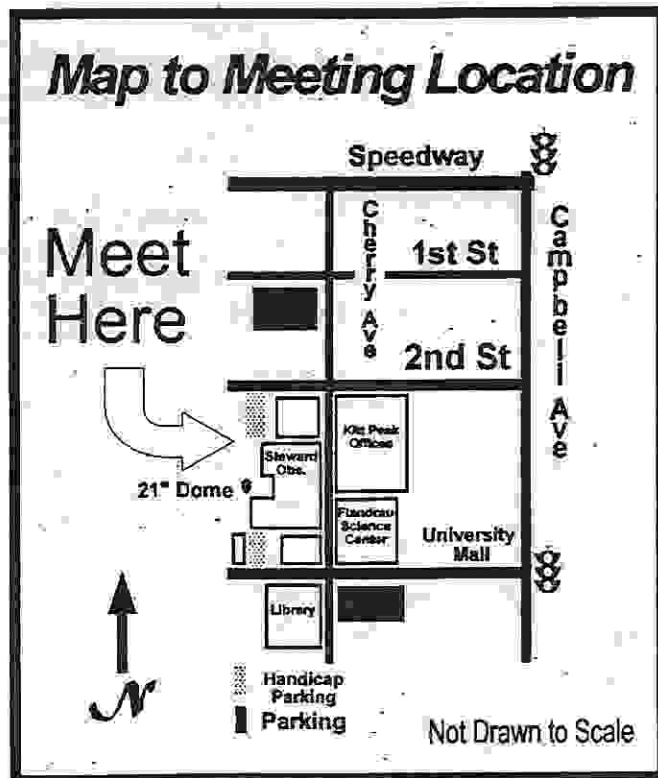 Map to Meeting Location
Speedway
Cherry Ave
Campbell Ave
1st St
Meet
Here
2nd St
Kitt Peak
Offices
Steward
Obs.
21" Dome
Flandrau
Science
Center
University
Mall
Library
N
Handicap
Parking
Parking
Not Drawn to Scale